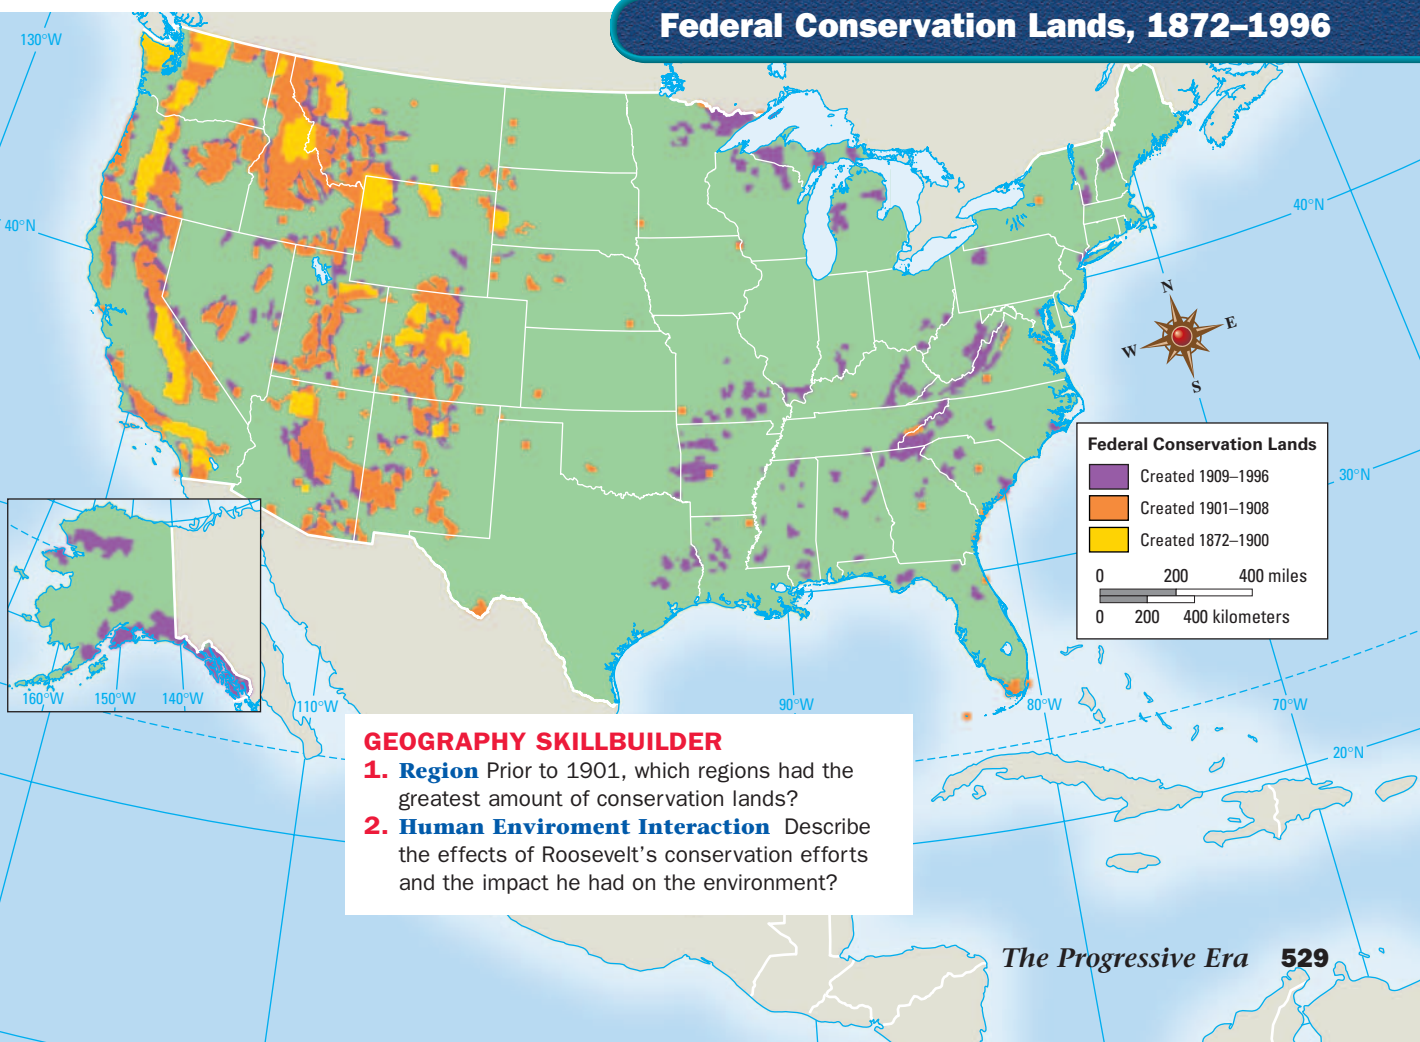 Federal Conservation Lands, 1872–1996
130°W
40°N
40°N
N
E
W
S
Federal Conservation Lands
Created 1909–1996
Created 1901–1908
Created 1872–1900
0 200 400 miles
0 200 400 kilometers
30°N
160°W 150°W 140°W
110°W
90°W
80°W
70°W
20°N
GEOGRAPHY SKILLBUILDER
1. Region Prior to 1901, which regions had the
greatest amount of conservation lands?
2. Human Enviroment Interaction Describe
the effects of Roosevelt's conservation efforts
and the impact he had on the environment?
The Progressive Era 529